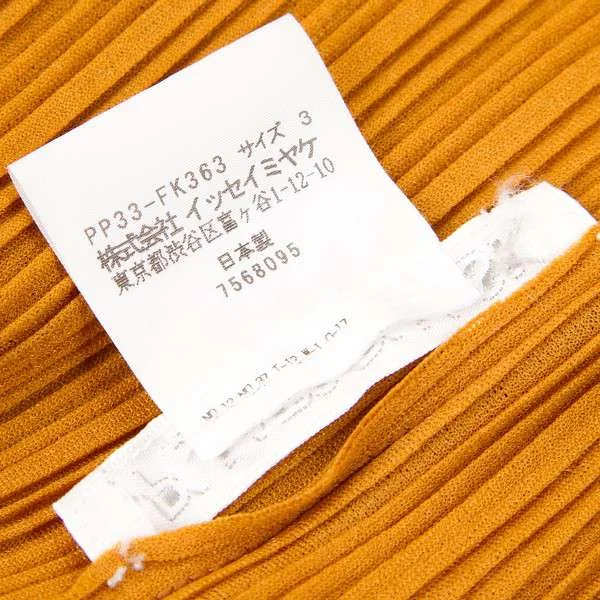 PP33-FK363 サイズ 3
株式会社 イッセイミヤケ
東京都渋谷区富ヶ谷1-12-10
日本製
7568095